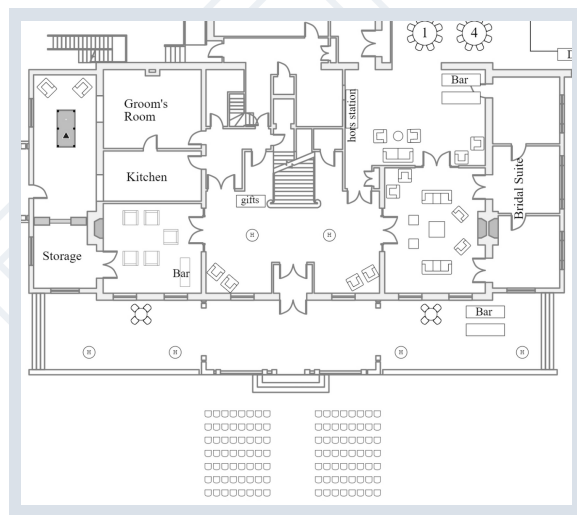 1
4
D
Bar
Groom's
Room
hors station
Kitchen
Bridal Suite
gifts
H
H
Storage
Bar
Bar
H
H
H
H